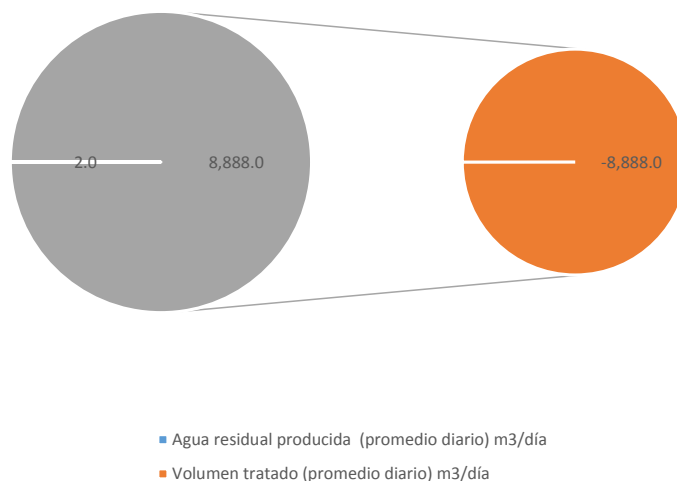 2.0
8,888.0
-8,888.0
Agua residual producida (promedio diario) m3/día
Volumen tratado (promedio diario) m3/día